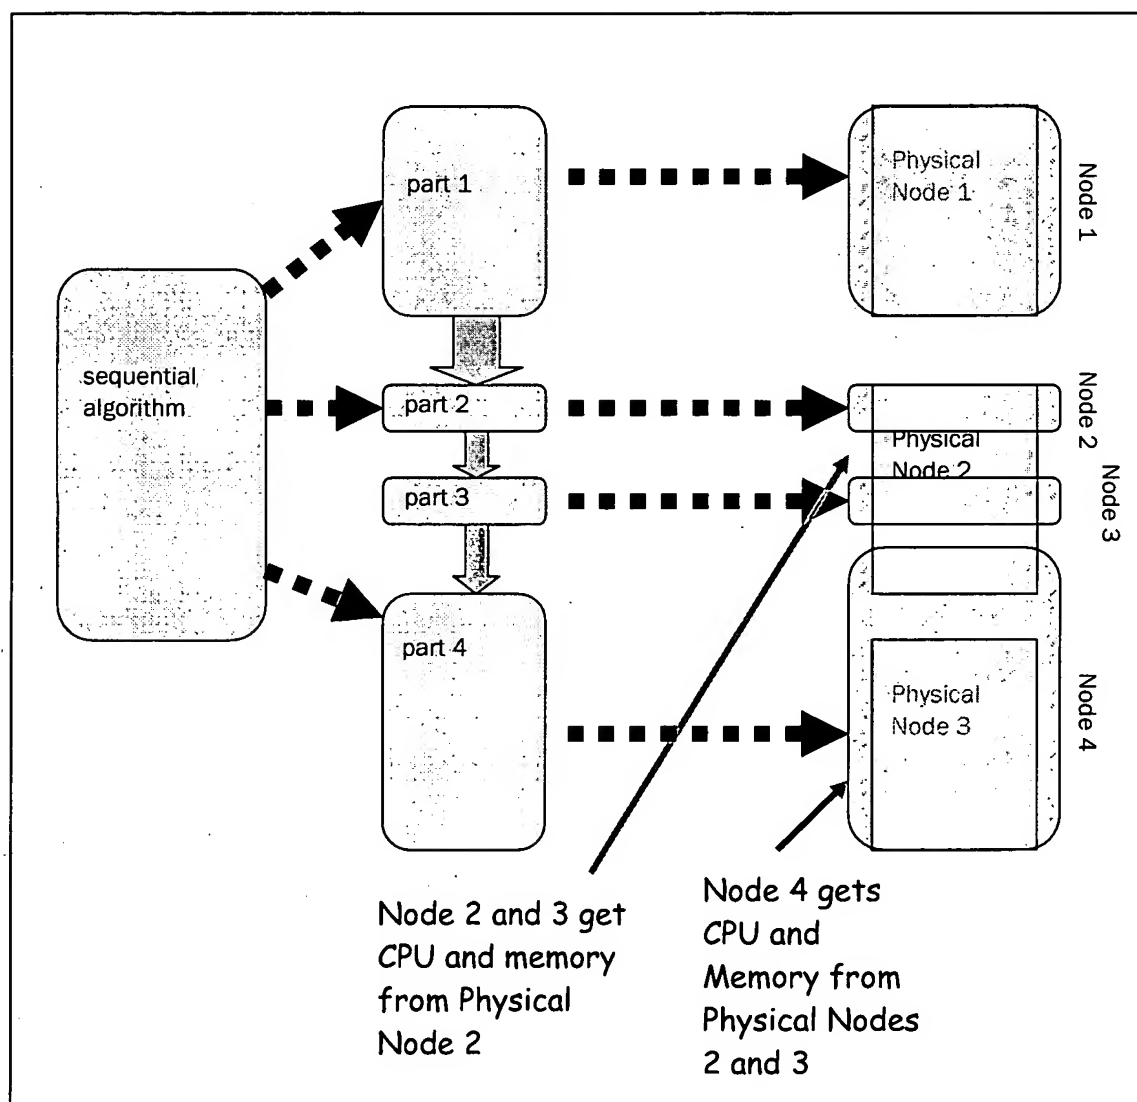 part 1
Physical
Node 1
Node 1
sequential
algorithm
part 2
Node 2
Physical
Node 2
part 3
Node 3
part 4
Physical
Node 3
Node 4
Node 2 and 3 get
CPU and memory
from Physical
Node 2
Node 4 gets
CPU and
Memory from
Physical Nodes
2 and 3